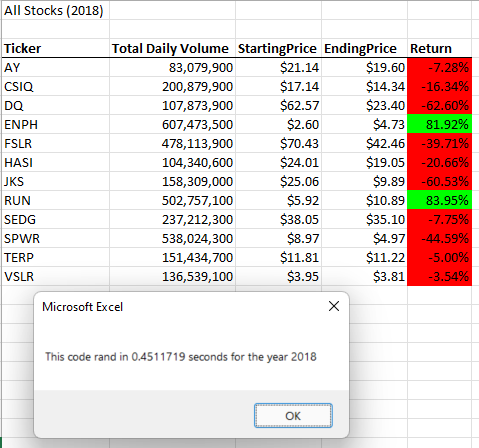 All Stocks (2018)
Ticker Total Daily Volume StartingPrice EndingPrice Return
AY 83,079,900 $21.14 $19.60 -7.28%
CSIQ 200,879,900 $17.14 $14.34 -16.34%
DQ 107,873,900 $62.57 $23.40 -62.60%
ENPH 607,473,500 $2.60 $4.73 81.92%
FSLR 478,113,900 $70.43 $42.46 -39.71%
HASI 104,340,600 $24.01 $19.05 -20.66%
JKS 158,309,000 $25.06 $9.89 -60.53%
RUN 502,757,100 $5.92 $10.89 83.95%
SEDG 237,212,300 $38.05 $35.10 -7.75%
SPWR 538,024,300 $8.97 $4.97 -44.59%
TERP 151,434,700 $11.81 $11.22 -5.00%
VSLR 136,539,100 $3.95 $3.81 -3.54%
Microsoft Excel
This code rand in 0.4511719 seconds for the year 2018
OK